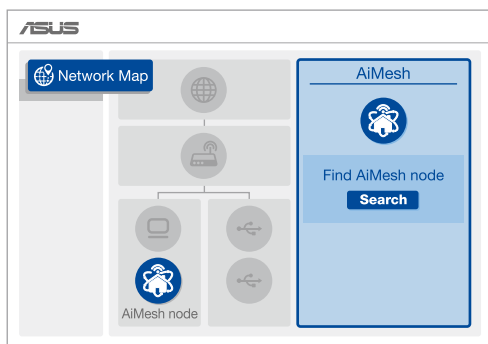 ASUS
Network Map
AiMesh
Find AiMesh node
Search
AiMesh node